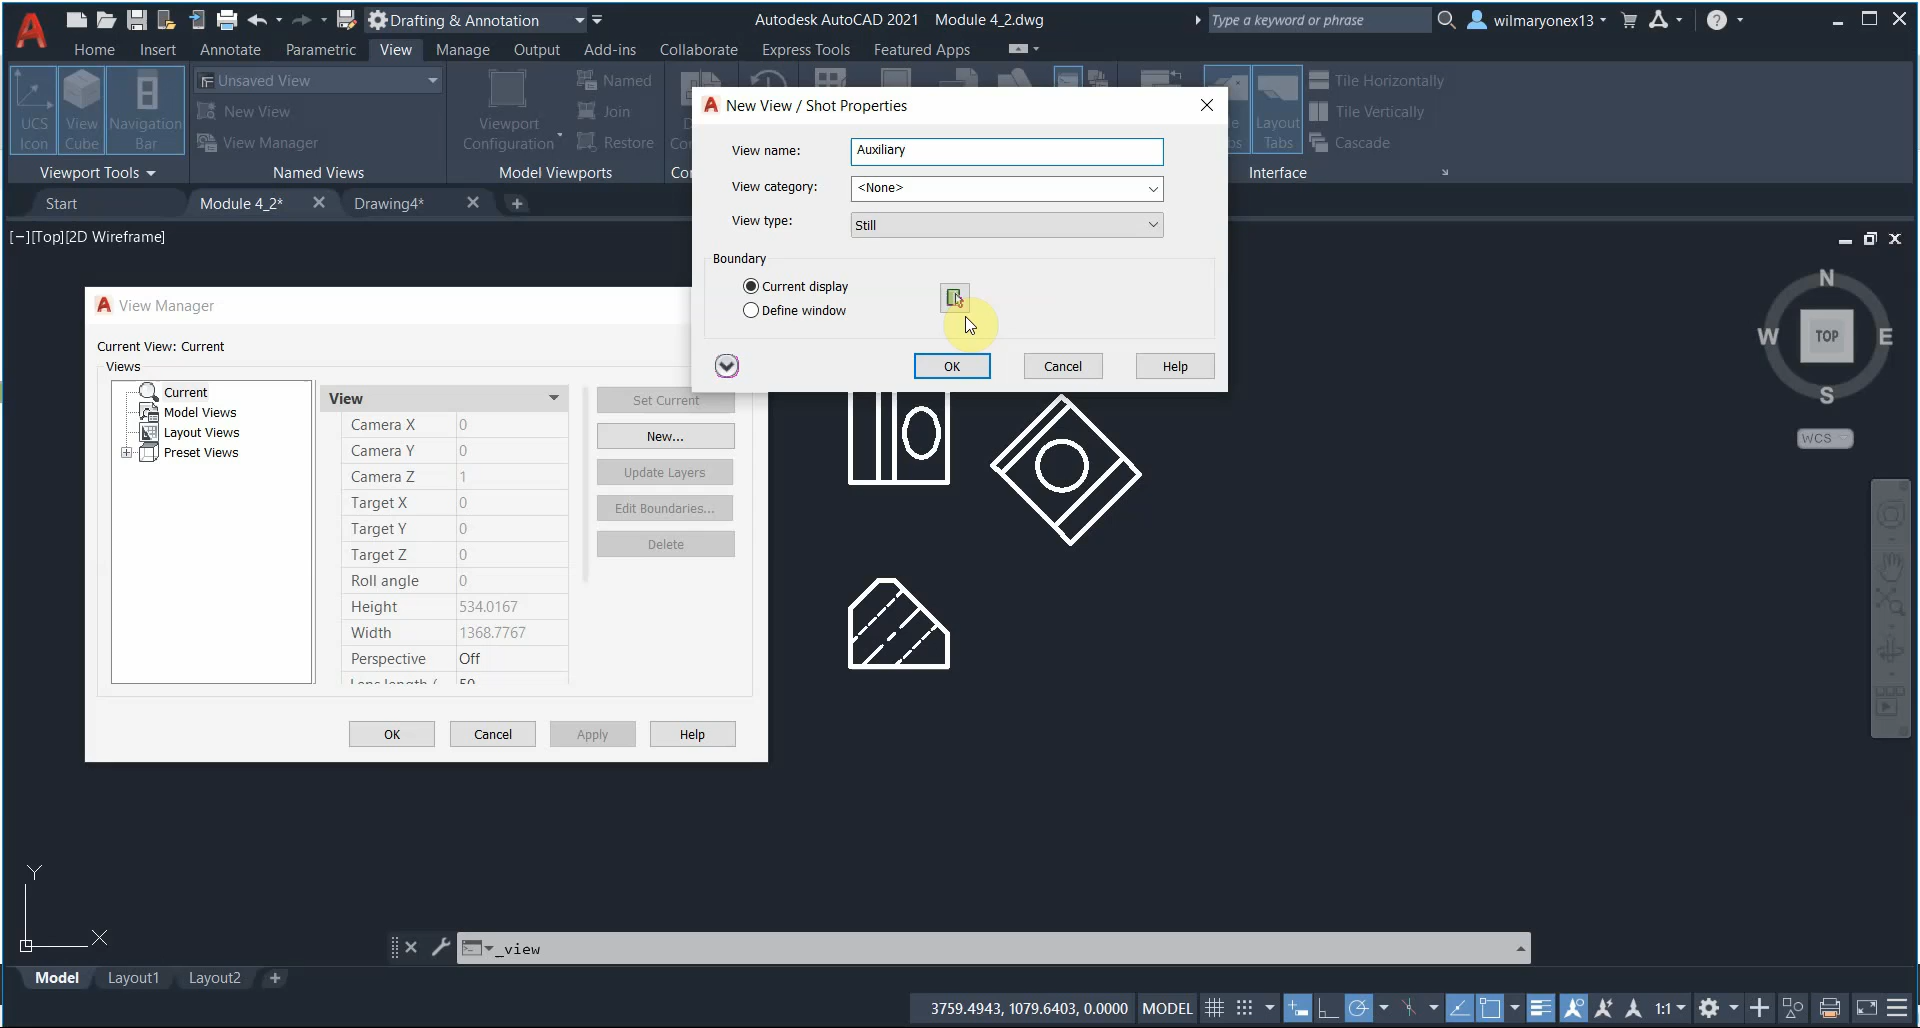 Drafting & Annotation
Autodesk AutoCAD 2021 Module 4_2.dwg
Type a keyword or phrase
wilmaryonex13
Home Insert Annotate Parametric View Manage Output Add-ins Collaborate Express Tools Featured Apps
Unsaved View
New View
View Manager
UCS Icon
View Cube
Navigation Bar
Viewport Configuration
Named
Join
Restore
Layout Tabs
Tile Horizontally
Tile Vertically
Cascade
Viewport Tools
Named Views
Model Viewports
Interface
Start
Module 4_2*
Drawing4*
[−][Top][2D Wireframe]
New View / Shot Properties
View name: Auxiliary
View category: <None>
View type: Still
Boundary
Current display
Define window
OK Cancel Help
View Manager
Current View: Current
Views
Current
Model Views
Layout Views
Preset Views
View
Camera X 0
Camera Y 0
Camera Z 1
Target X 0
Target Y 0
Target Z 0
Roll angle 0
Height 534.0167
Width 1368.7767
Perspective Off
Set Current
New...
Update Layers
Edit Boundaries...
Delete
OK Cancel Apply Help
N
W TOP E
S
WCS
Y
X
_view
Model Layout1 Layout2
3759.4943, 1079.6403, 0.0000 MODEL
1:1